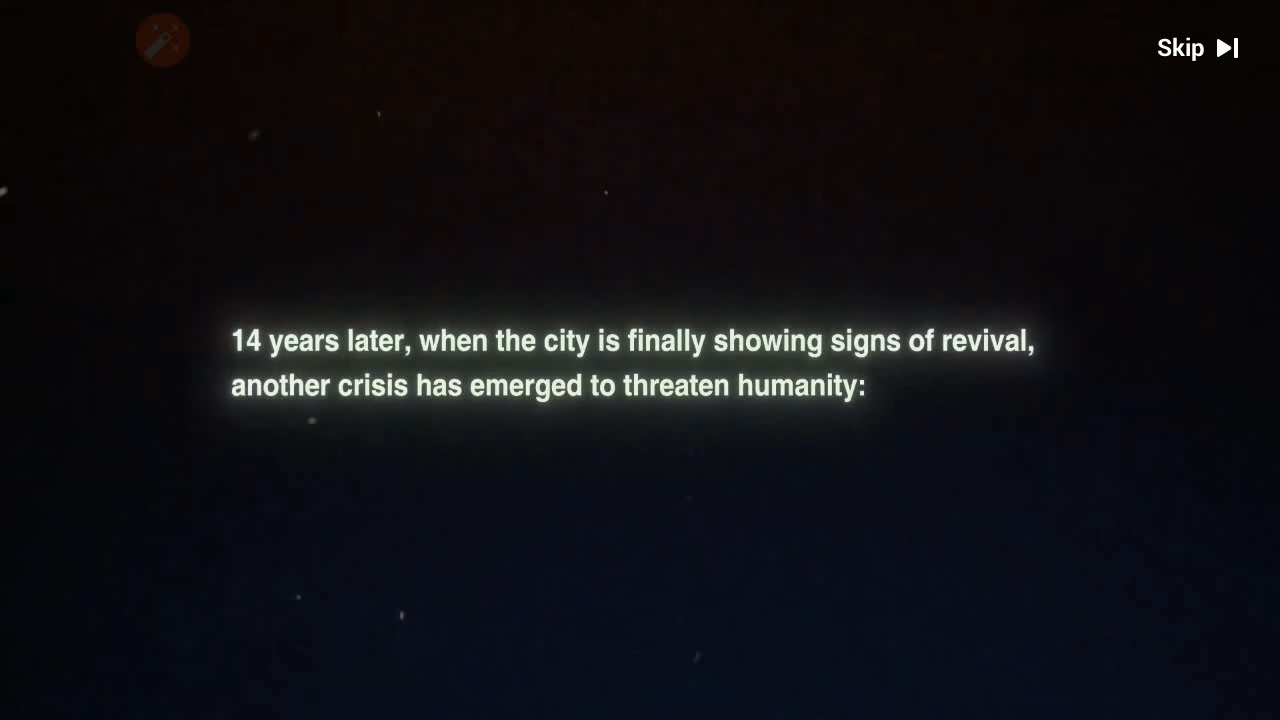 Skip
14 years later, when the city is finally showing signs of revival,
another crisis has emerged to threaten humanity: